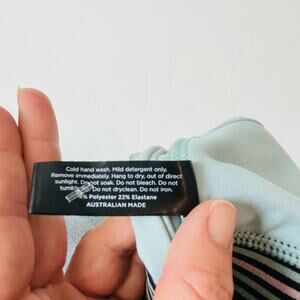 Cold hand wash. Mild detergent only.
Remove immediately. Hang to dry, out of direct
sunlight. Do not soak. Do not bleach. Do not
tumble Do not dryclean. Do not iron.
% Polyester 22% Elastane
AUSTRALIAN MADE